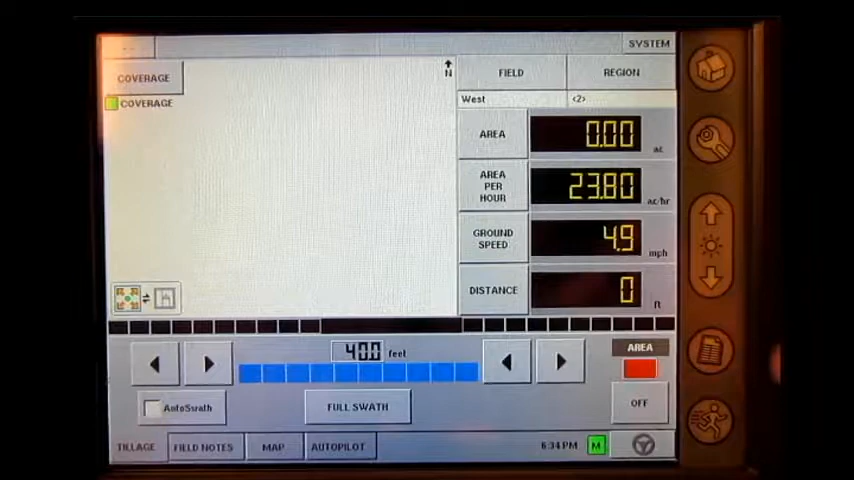 SYSTEM
COVERAGE
COVERAGE
N
FIELD
REGION
West
<2>
AREA
0.00
ac
AREA
PER
HOUR
23.80
ac/hr
GROUND
SPEED
4.9
mph
DISTANCE
0
ft
40.0 feet
AREA
AutoSwath
FULL SWATH
OFF
TILLAGE
FIELD NOTES
MAP
AUTOPILOT
6:34 PM
M